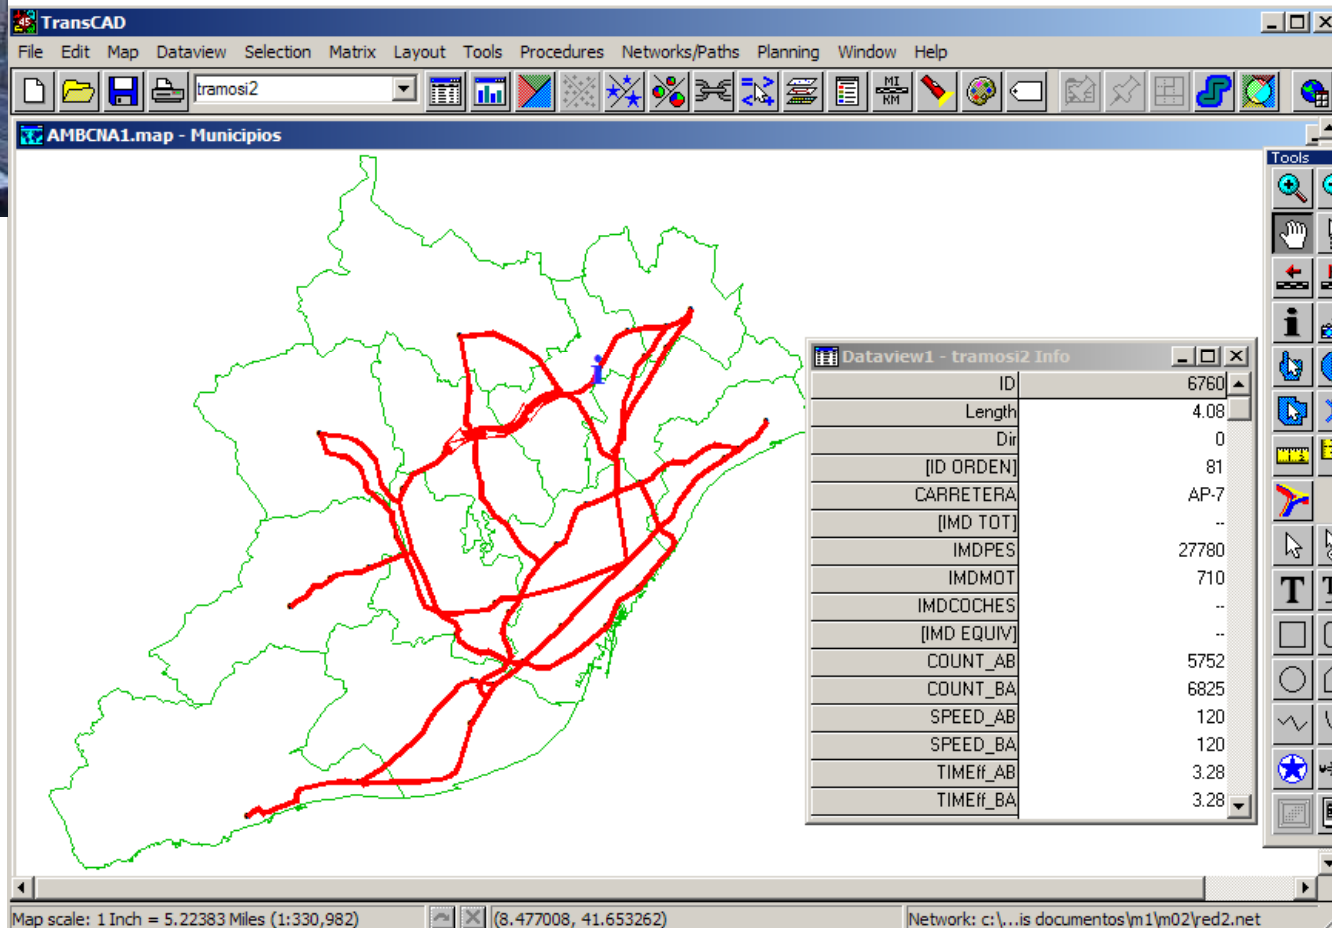 TransCAD
File Edit Map Dataview Selection Matrix Layout Tools Procedures Networks/Paths Planning Window Help
tramosi2
MI
KM
AMBCNA1.map - Municipios
Tools
i
i
T T
Dataview1 - tramosi2 Info
ID 6760
Length 4.08
Dir 0
[ID ORDEN] 81
CARRETERA AP-7
[IMD TOT] --
IMDPES 27780
IMDMOT 710
IMDCOCHES --
[IMD EQUIV] --
COUNT_AB 5752
COUNT_BA 6825
SPEED_AB 120
SPEED_BA 120
TIMEff_AB 3.28
TIMEff_BA 3.28
Map scale: 1 Inch = 5.22383 Miles (1:330,982) (8.477008, 41.653262) Network: c:\...is documentos\m1\m02\red2.net